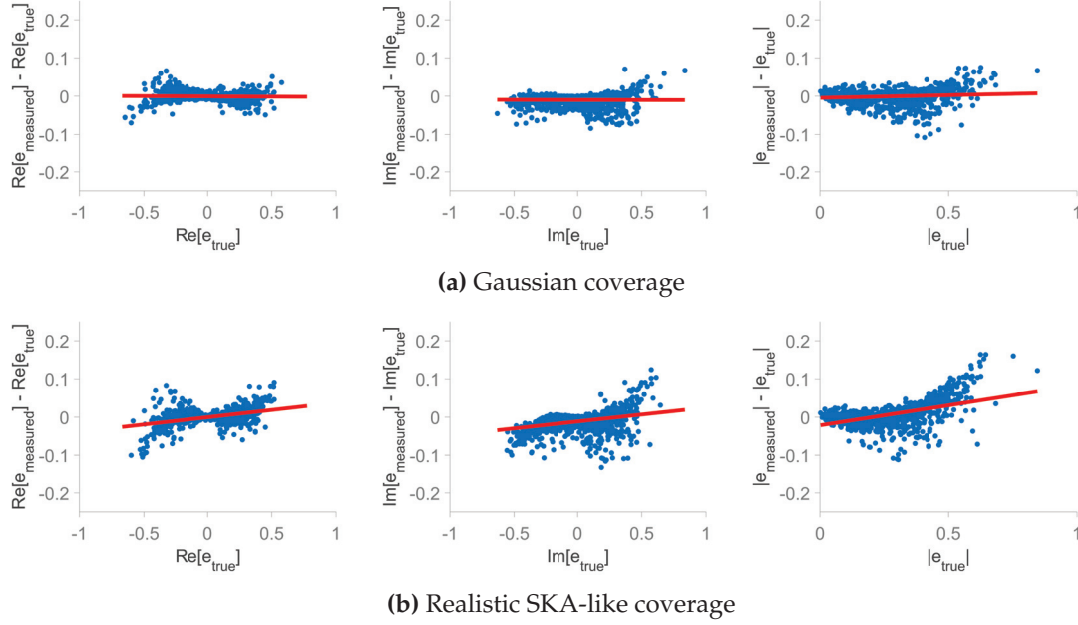 Re[e_measured] - Re[e_true]
0.2
0.1
0
-0.1
-0.2
-1 -0.5 0 0.5 1
Re[e_true]
Im[e_measured] - Im[e_true]
0.2
0.1
0
-0.1
-0.2
-1 -0.5 0 0.5 1
Im[e_true]
|e_measured| - |e_true|
0.2
0.1
0
-0.1
-0.2
0 0.5 1
|e_true|
(a) Gaussian coverage
Re[e_measured] - Re[e_true]
0.2
0.1
0
-0.1
-0.2
-1 -0.5 0 0.5 1
Re[e_true]
Im[e_measured] - Im[e_true]
0.2
0.1
0
-0.1
-0.2
-1 -0.5 0 0.5 1
Im[e_true]
|e_measured| - |e_true|
0.2
0.1
0
-0.1
-0.2
0 0.5 1
|e_true|
(b) Realistic SKA-like coverage